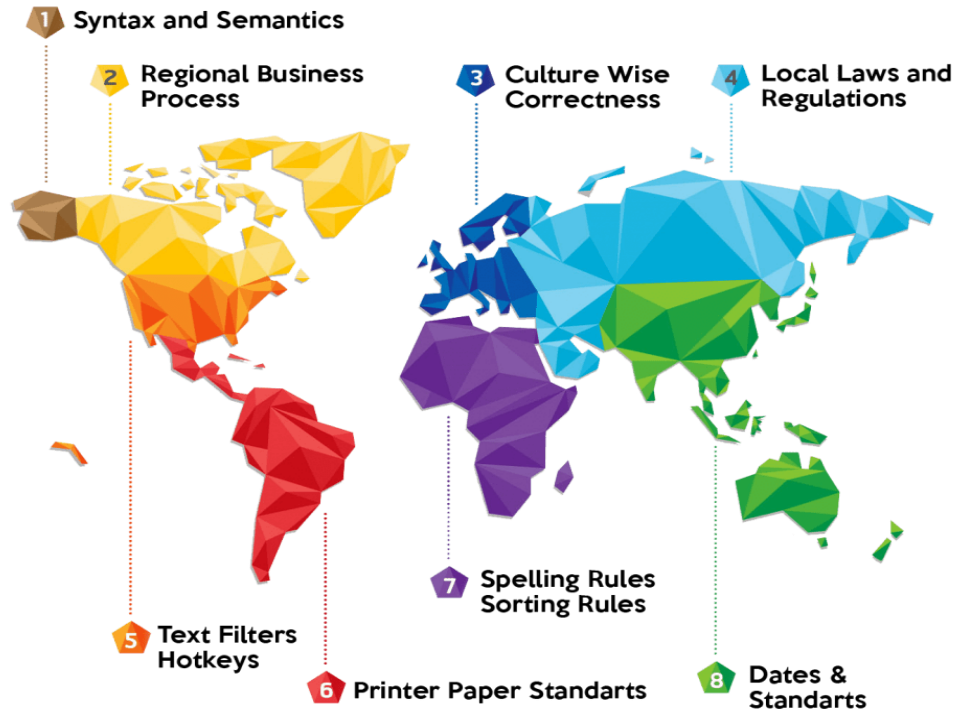 1 Syntax and Semantics
2 Regional Business
Process
3 Culture Wise
Correctness
4 Local Laws and
Regulations
5 Text Filters
Hotkeys
6 Printer Paper Standarts
7 Spelling Rules
Sorting Rules
8 Dates &
Standarts